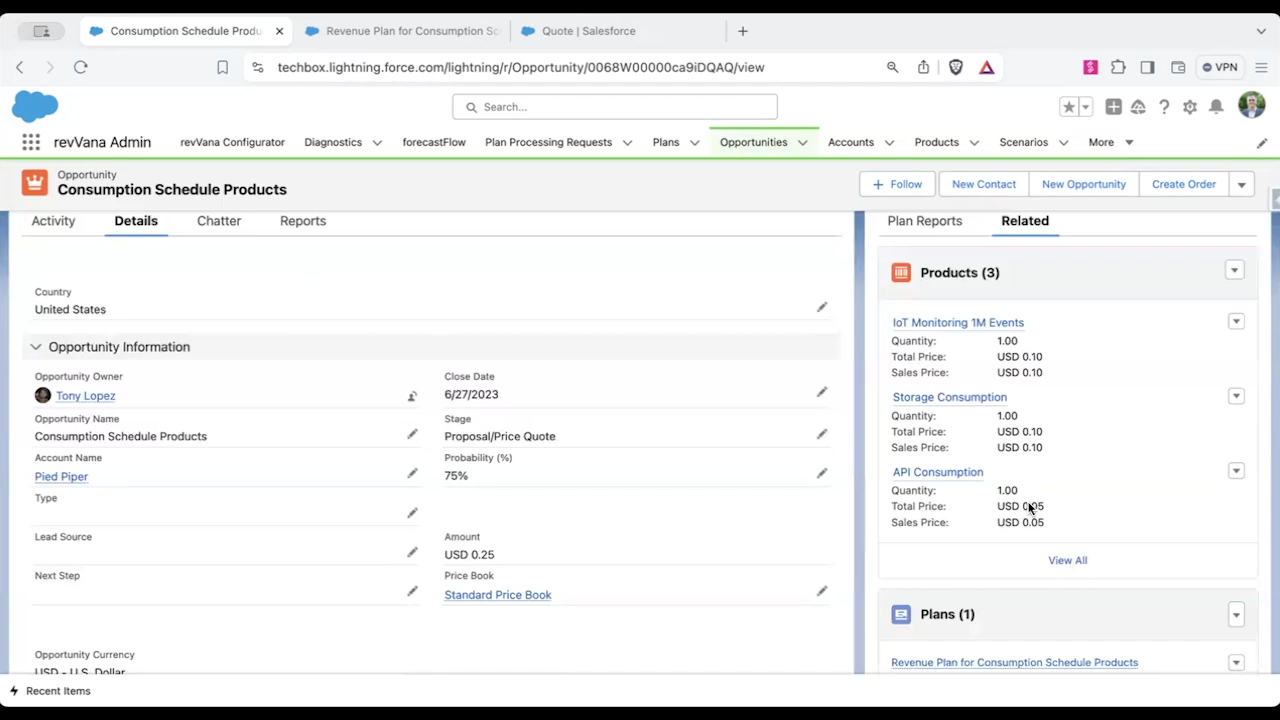 Consumption Schedule Produ
Revenue Plan for Consumption Sc
Quote | Salesforce
techbox.lightning.force.com/lightning/r/Opportunity/0068W00000ca9iDQAQ/view
VPN
Search...
revVana Admin
revVana Configurator
Diagnostics
forecastFlow
Plan Processing Requests
Plans
Opportunities
Accounts
Products
Scenarios
More
Opportunity
Consumption Schedule Products
Follow
New Contact
New Opportunity
Create Order
Activity
Details
Chatter
Reports
Country
United States
Opportunity Information
Opportunity Owner
Tony Lopez
Close Date
6/27/2023
Opportunity Name
Consumption Schedule Products
Stage
Proposal/Price Quote
Account Name
Pied Piper
Probability (%)
75%
Type
Lead Source
Amount
USD 0.25
Next Step
Price Book
Standard Price Book
Opportunity Currency
USD - U.S. Dollar
Plan Reports
Related
Products (3)
IoT Monitoring 1M Events
Quantity: 1.00
Total Price: USD 0.10
Sales Price: USD 0.10
Storage Consumption
Quantity: 1.00
Total Price: USD 0.10
Sales Price: USD 0.10
API Consumption
Quantity: 1.00
Total Price: USD 0.05
Sales Price: USD 0.05
View All
Plans (1)
Revenue Plan for Consumption Schedule Products
Recent Items